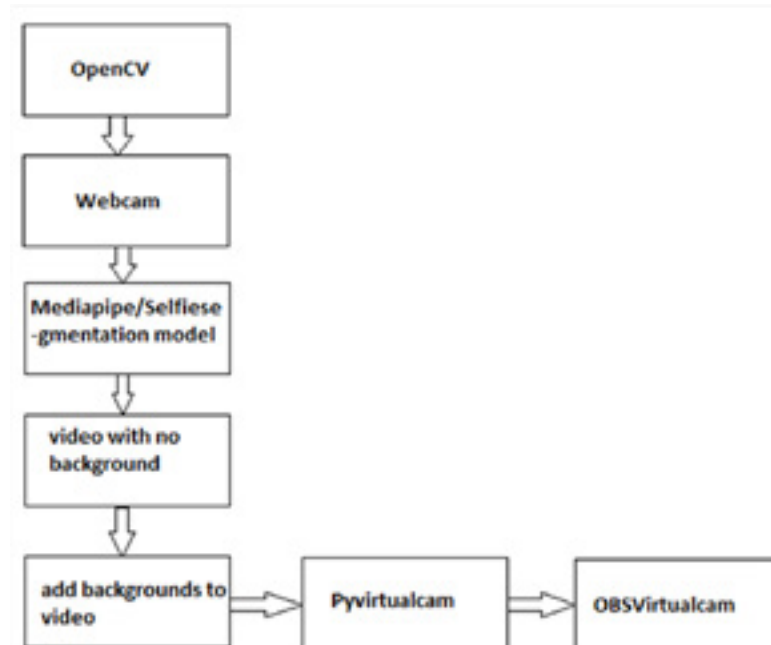 OpenCV
Webcam
Mediapipe/Selfiese
-gmentation model
video with no
background
add backgrounds to
video
Pyvirtualcam
OBSVirtualcam